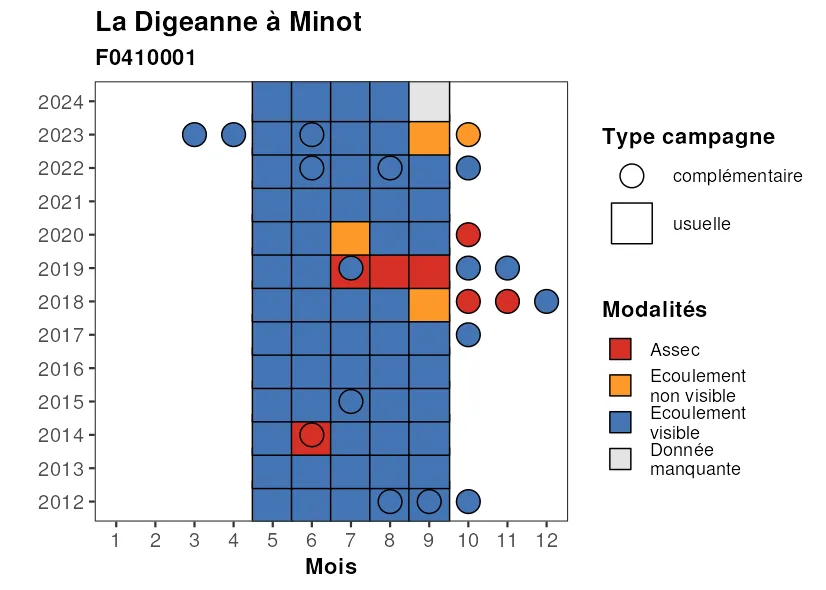 La Digeanne à Minot
F0410001
2024
2023
2022
2021
2020
2019
2018
2017
2016
2015
2014
2013
2012
1 2 3 4 5 6 7 8 9 10 11 12
Mois
Type campagne
complémentaire
usuelle
Modalités
Assec
Ecoulement
non visible
Ecoulement
visible
Donnée
manquante